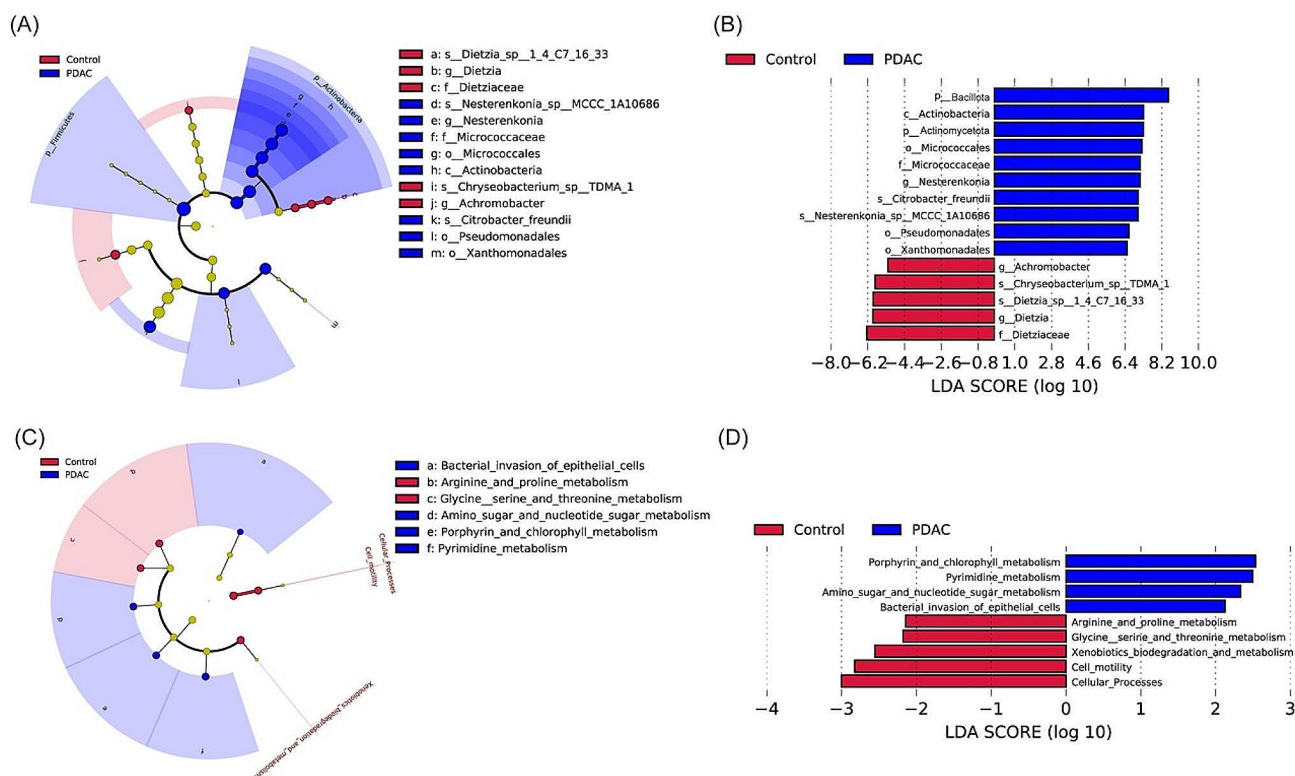 (A)
Control
PDAC
p__Firmicutes
p__Actinobacteria
h
g
f
e
c
j
l
m
a: s__Dietzia_sp__1_4_C7_16_33
b: g__Dietzia
c: f__Dietziaceae
d: s__Nesterenkonia_sp__MCCC_1A10686
e: g__Nesterenkonia
f: f__Micrococcaceae
g: o__Micrococcales
h: c__Actinobacteria
i: s__Chryseobacterium_sp__TDMA_1
j: g__Achromobacter
k: s__Citrobacter_freundii
l: o__Pseudomonadales
m: o__Xanthomonadales
(B)
Control
PDAC
p__Bacillota
c__Actinobacteria
p__Actinomycetota
o__Micrococcales
f__Micrococcaceae
g__Nesterenkonia
s__Citrobacter_freundii
s__Nesterenkonia_sp__MCCC_1A10686
o__Pseudomonadales
o__Xanthomonadales
g__Achromobacter
s__Chryseobacterium_sp__TDMA_1
s__Dietzia_sp__1_4_C7_16_33
g__Dietzia
f__Dietziaceae
−8.0 −6.2 −4.4 −2.6 −0.8 1.0 2.8 4.6 6.4 8.2 10.0
LDA SCORE (log 10)
(C)
Control
PDAC
a
b
c
d
e
f
Cellular_Processes
Cell_motility
Xenobiotics_biodegradation_and_metabolism
a: Bacterial_invasion_of_epithelial_cells
b: Arginine_and_proline_metabolism
c: Glycine__serine_and_threonine_metabolism
d: Amino_sugar_and_nucleotide_sugar_metabolism
e: Porphyrin_and_chlorophyll_metabolism
f: Pyrimidine_metabolism
(D)
Control
PDAC
Porphyrin_and_chlorophyll_metabolism
Pyrimidine_metabolism
Amino_sugar_and_nucleotide_sugar_metabolism
Bacterial_invasion_of_epithelial_cells
Arginine_and_proline_metabolism
Glycine__serine_and_threonine_metabolism
Xenobiotics_biodegradation_and_metabolism
Cell_motility
Cellular_Processes
−4 −3 −2 −1 0 1 2 3
LDA SCORE (log 10)